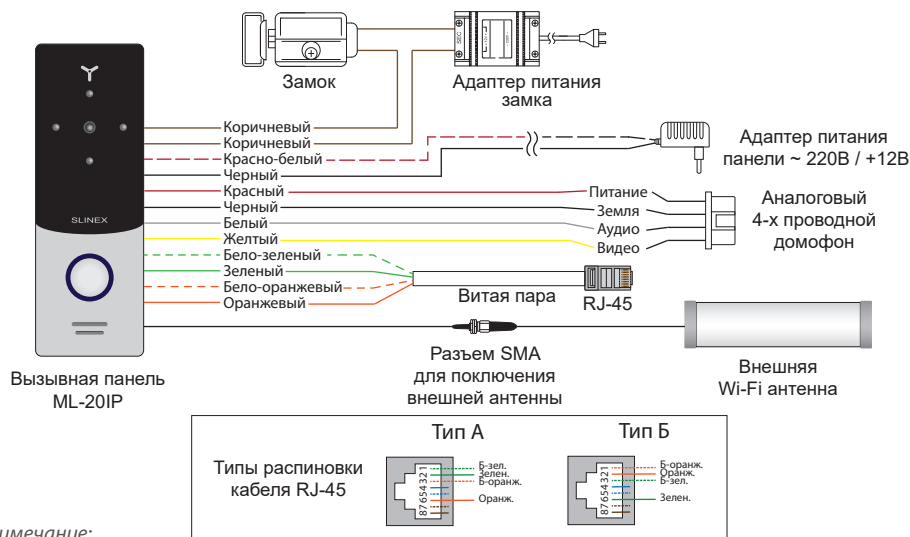 Замок
SEC
Адаптер питания
замка
Коричневый
Коричневый
Красно-белый
Черный
Красный
Черный
Белый
Желтый
Бело-зеленый
Зеленый
Бело-оранжевый
Оранжевый
SLINEX
Адаптер питания
панели ~ 220В / +12В
Питание
Земля
Аудио
Видео
Аналоговый
4-х проводной
домофон
Витая пара
RJ-45
Разъем SMA
для поключения
внешней антенны
Внешняя
Wi-Fi антенна
Вызывная панель
ML-20IP
Типы распиновки
кабеля RJ-45
Тип А
87654321
Б-зел.
Зелен.
Б-оранж.
Оранж.
Тип Б
87654321
Б-оранж.
Оранж.
Б-зел.
Зелен.
имечание: